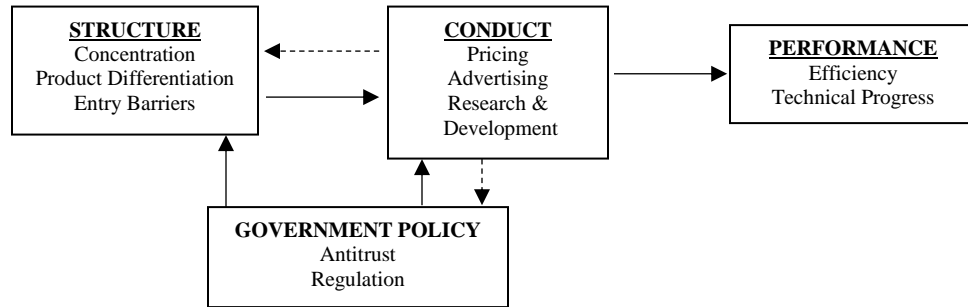 STRUCTURE
Concentration
Product Differentiation
Entry Barriers
CONDUCT
Pricing
Advertising
Research &
Development
PERFORMANCE
Efficiency
Technical Progress
GOVERNMENT POLICY
Antitrust
Regulation